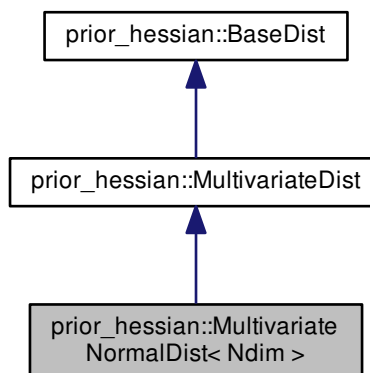 prior_hessian::BaseDist
prior_hessian::MultivariateDist
prior_hessian::Multivariate
NormalDist< Ndim >